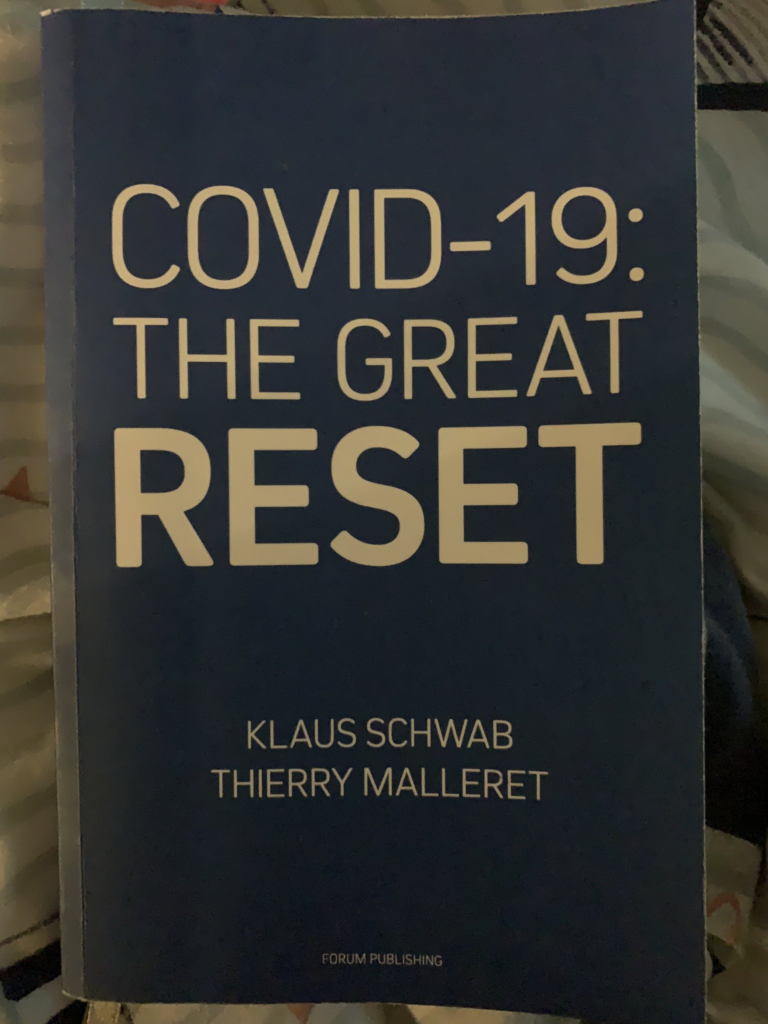 COVID-19:
THE GREAT
RESET
KLAUS SCHWAB
THIERRY MALLERET
FORUM PUBLISHING